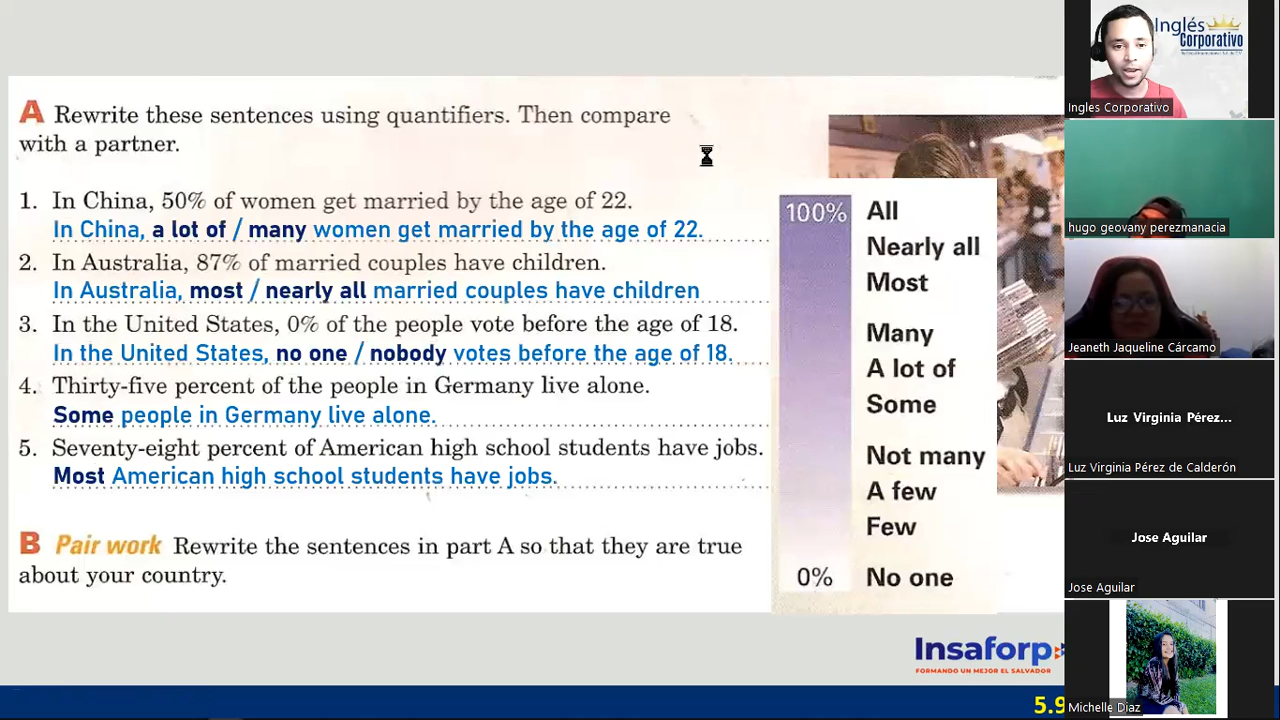 A Rewrite these sentences using quantifiers. Then compare
with a partner.
1. In China, 50% of women get married by the age of 22.
In China, a lot of / many women get married by the age of 22.
2. In Australia, 87% of married couples have children.
In Australia, most / nearly all married couples have children
3. In the United States, 0% of the people vote before the age of 18.
In the United States, no one / nobody votes before the age of 18.
4. Thirty-five percent of the people in Germany live alone.
Some people in Germany live alone.
5. Seventy-eight percent of American high school students have jobs.
Most American high school students have jobs.
B Pair work Rewrite the sentences in part A so that they are true
about your country.
100% All
Nearly all
Most
Many
A lot of
Some
Not many
A few
Few
0% No one
Insaforp
FORMANDO UN MEJOR EL SALVADOR
5.9
Inglés
Corporativo
Ingles Corporativo
hugo geovany perezmanacia
Jeaneth Jaqueline Cárcamo
Luz Virginia Pérez...
Luz Virginia Pérez de Calderón
Jose Aguilar
Jose Aguilar
Michelle Diaz